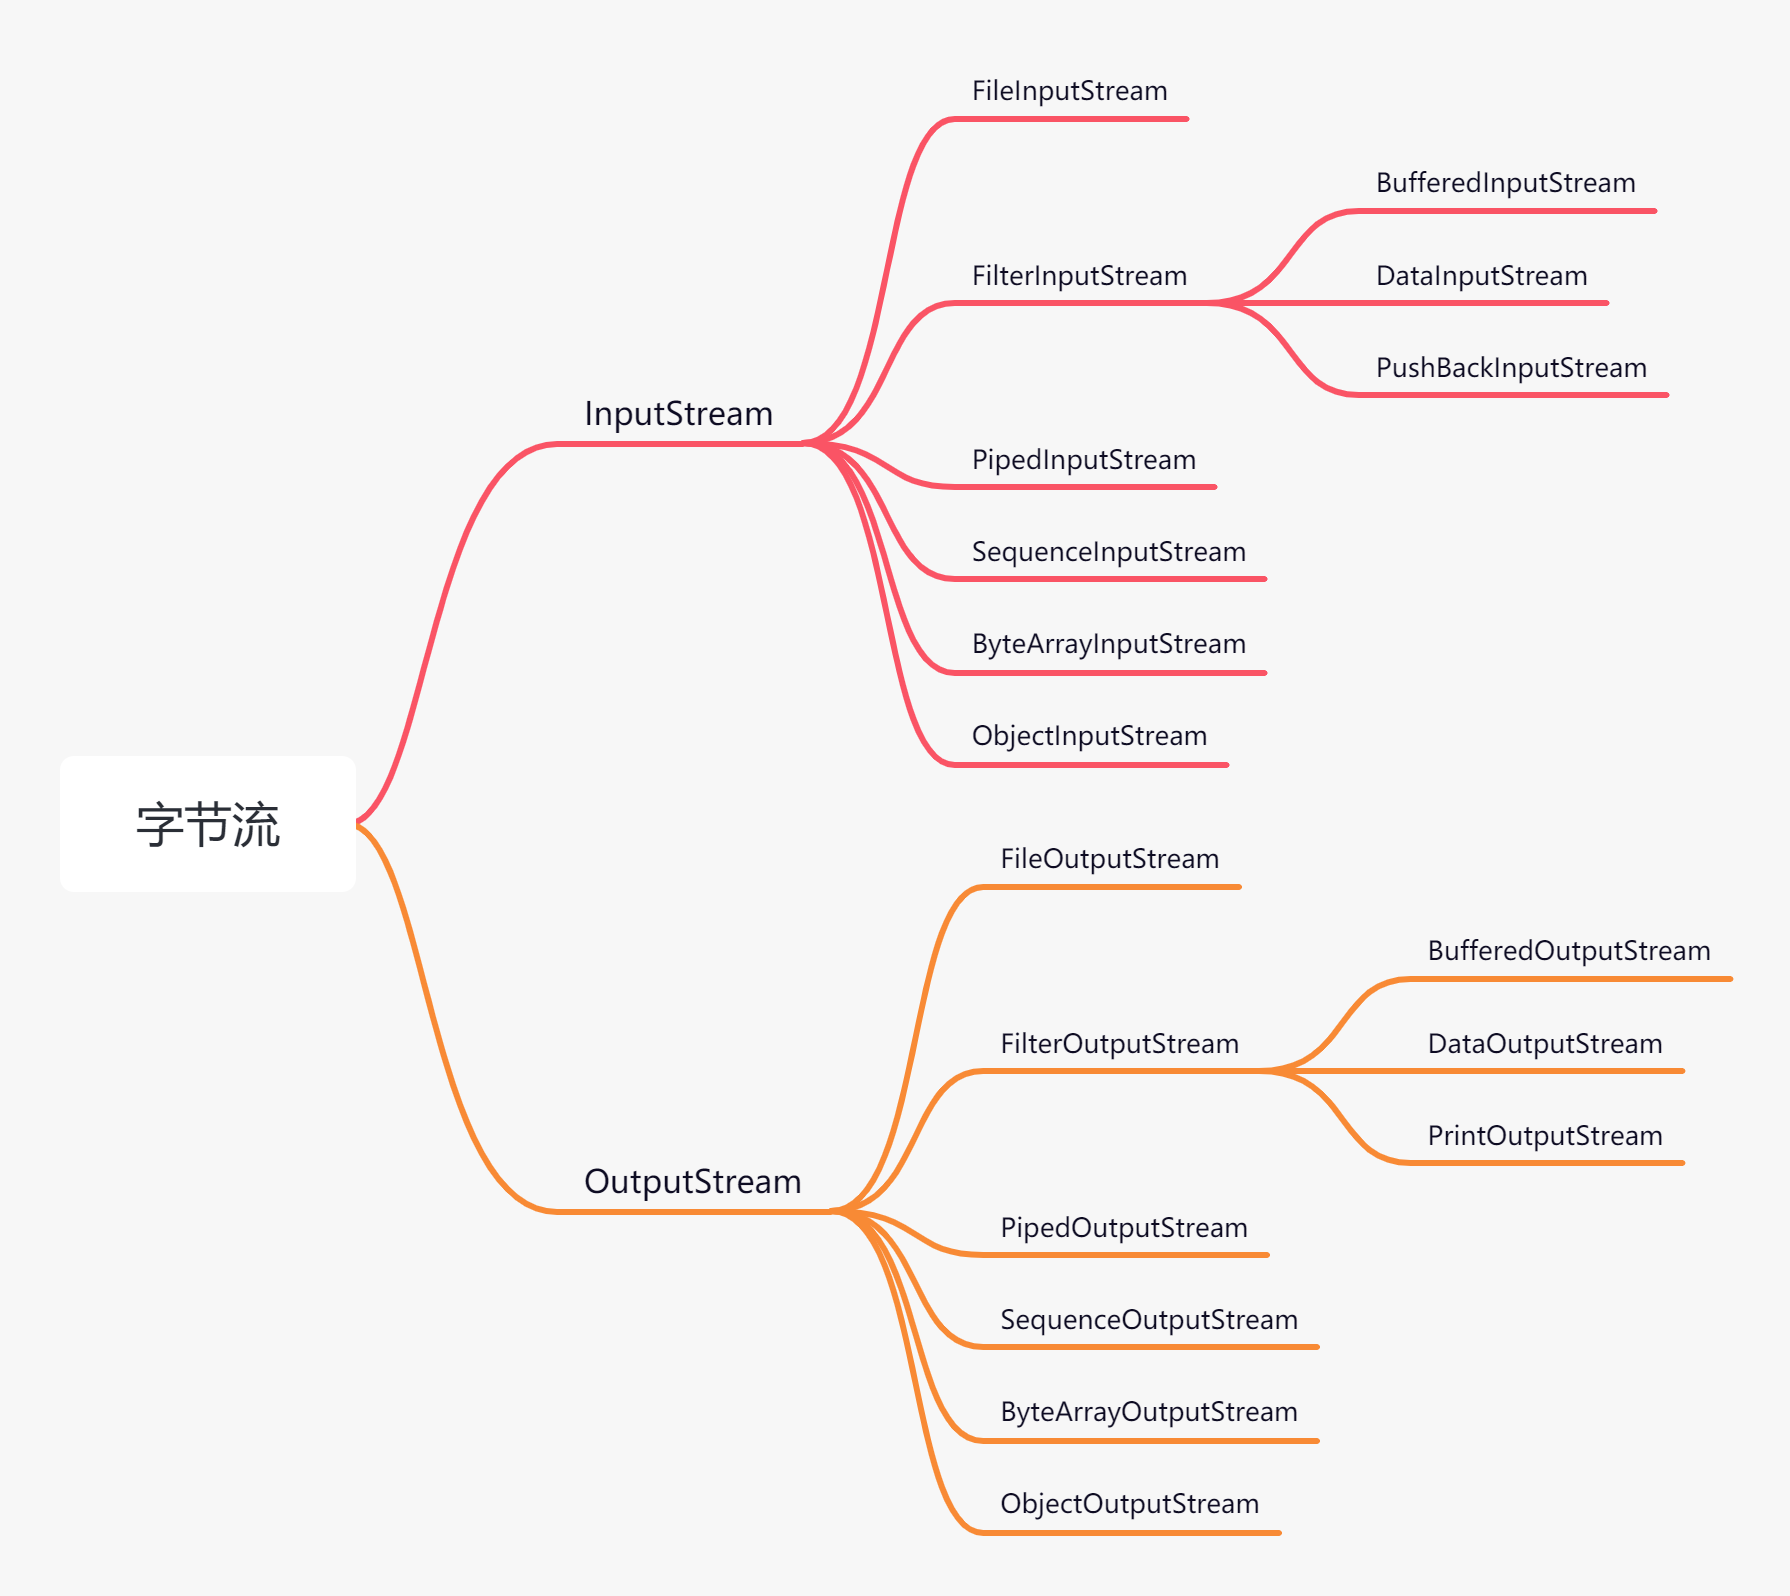 字节流
InputStream
FileInputStream
FilterInputStream
BufferedInputStream
DataInputStream
PushBackInputStream
PipedInputStream
SequenceInputStream
ByteArrayInputStream
ObjectInputStream
OutputStream
FileOutputStream
FilterOutputStream
BufferedOutputStream
DataOutputStream
PrintOutputStream
PipedOutputStream
SequenceOutputStream
ByteArrayOutputStream
ObjectOutputStream